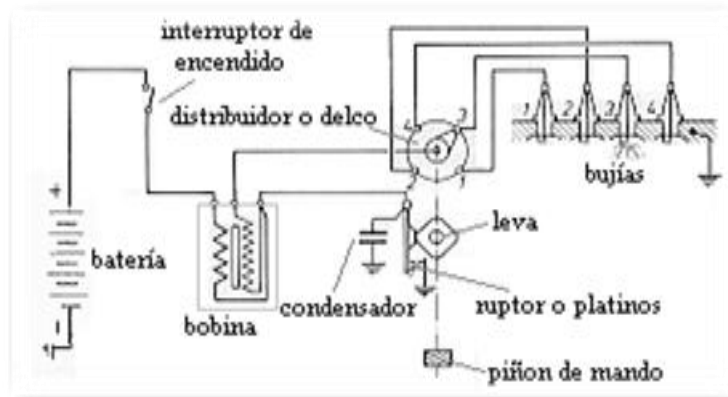 interruptor de
encendido
distribuidor o delco
4
3
2
1
1
2
3
4
bujías
+
batería
-
bobina
condensador
leva
ruptor o platinos
piñon de mando